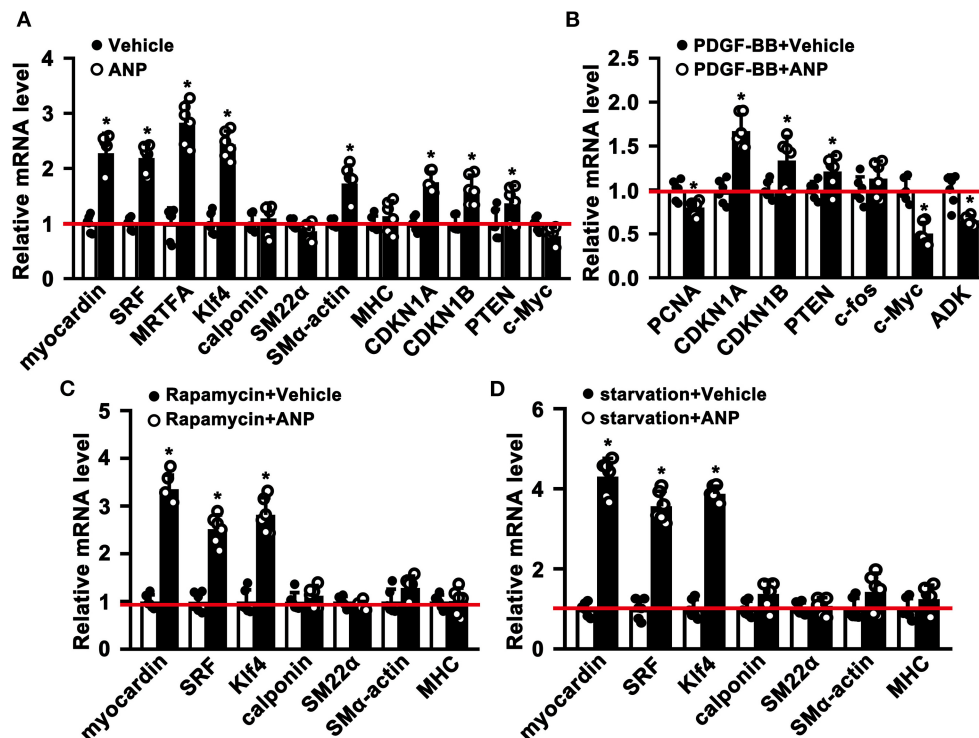 A
Vehicle
ANP
Relative mRNA level
4
3
2
1
0
* * * * * * * *
myocardin SRF MRTFA Klf4 calponin SM22α SMα-actin MHC CDKN1A CDKN1B PTEN c-Myc
B
PDGF-BB+Vehicle
PDGF-BB+ANP
Relative mRNA level
2.5
2.0
1.5
1.0
0.5
0.0
* * * * * *
PCNA CDKN1A CDKN1B PTEN c-fos c-Myc ADK
C
Rapamycin+Vehicle
Rapamycin+ANP
Relative mRNA level
5
4
3
2
1
0
* * *
myocardin SRF Klf4 calponin SM22α SMα-actin MHC
D
starvation+Vehicle
starvation+ANP
Relative mRNA level
6
4
2
1
0
* * *
myocardin SRF Klf4 calponin SM22α SMα-actin MHC